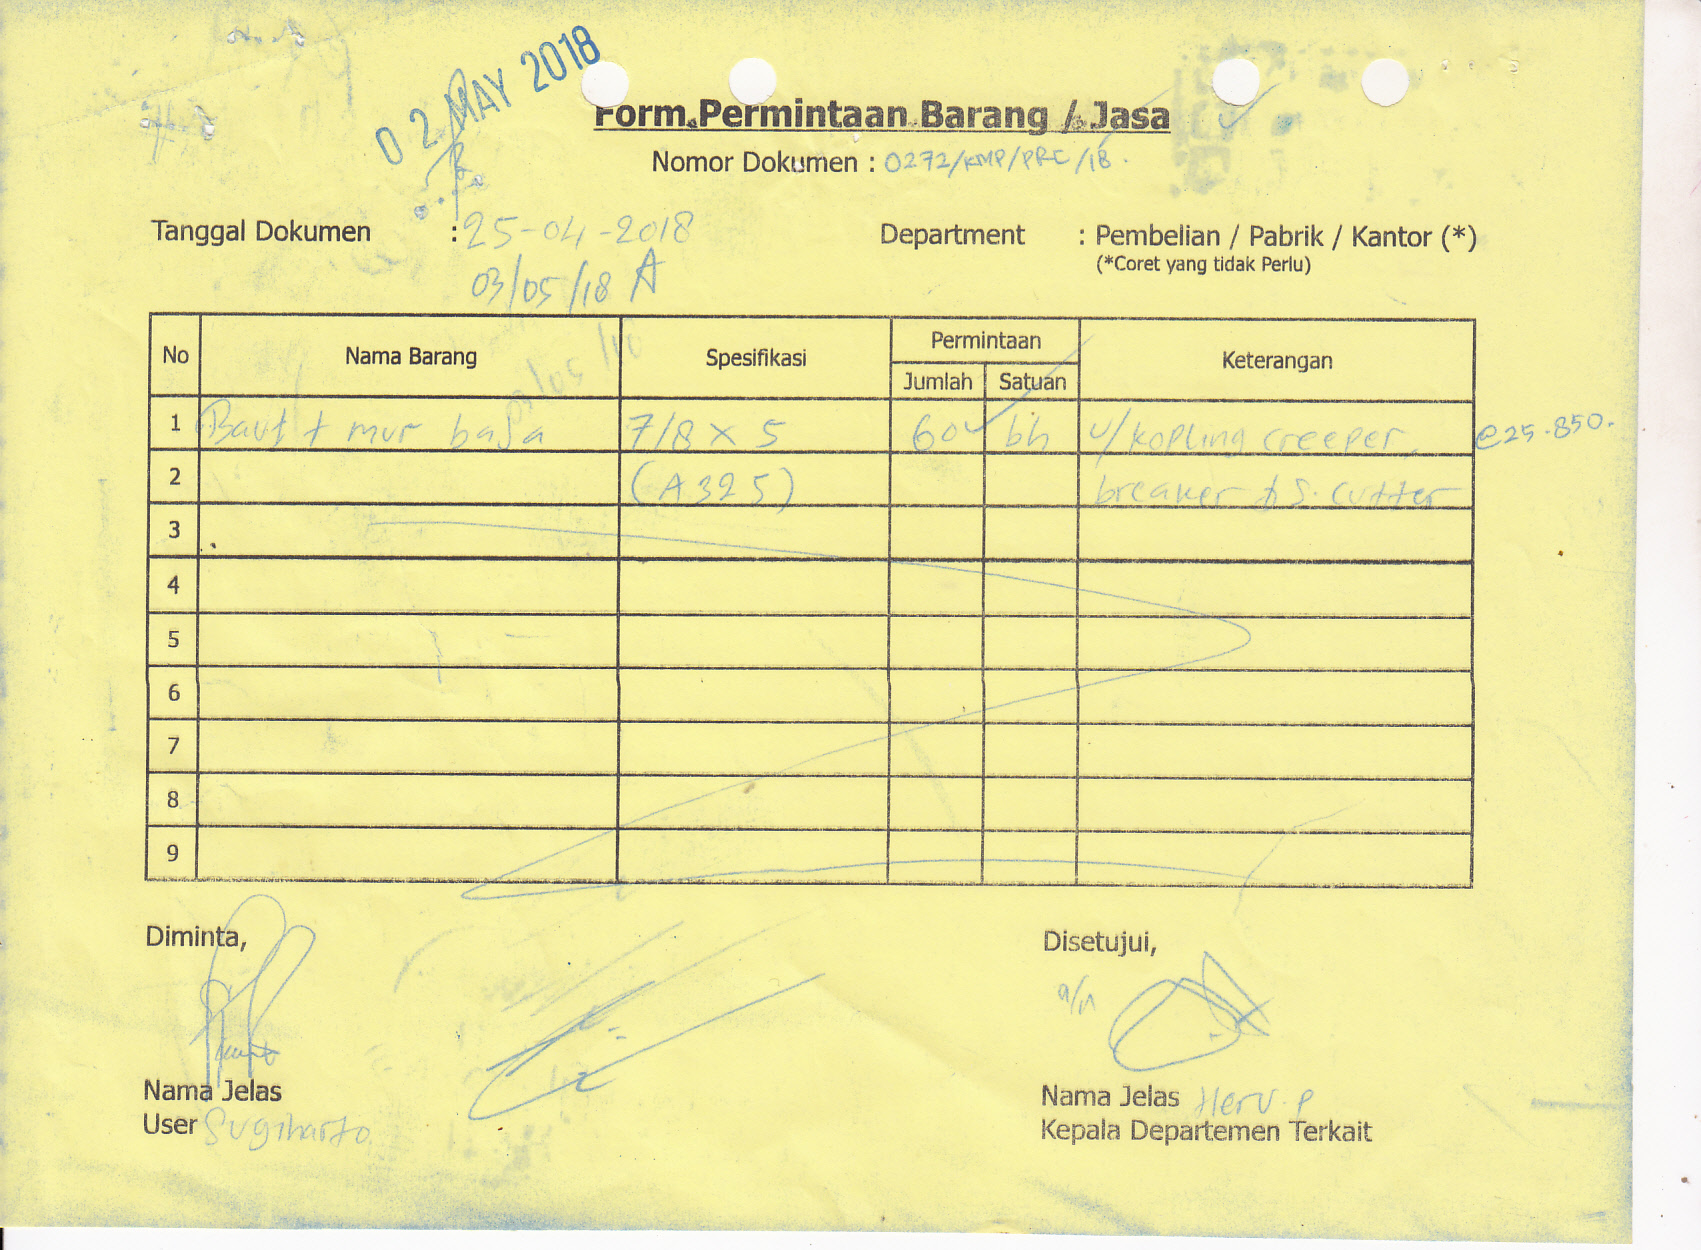 02 MAY 2018
Form Permintaan Barang / Jasa
Nomor Dokumen : 0272/KMP/PRC/18.
Tanggal Dokumen : 25-04-2018
Department : Pembelian / Pabrik / Kantor (*)
(*Coret yang tidak Perlu)
03/05/18 A
No Nama Barang Spesifikasi Permintaan Keterangan
Jumlah Satuan
1 Baut + mur baja 7/8 x 5 60 bh u/kopling creeper, @25.850.
2 (A325) breaker + S. cutter
3
4
5
6
7
8
9
Diminta, Disetujui,
a/n
Nama Jelas Nama Jelas Heru. P
User Sugiharto Kepala Departemen Terkait